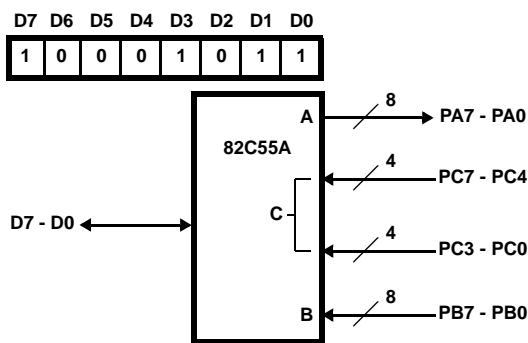 D7 D6 D5 D4 D3 D2 D1 D0
1 0 0 0 1 0 1 1
A 8 PA7 - PA0
82C55A
4 PC7 - PC4
C
D7 - D0
4 PC3 - PC0
B 8 PB7 - PB0